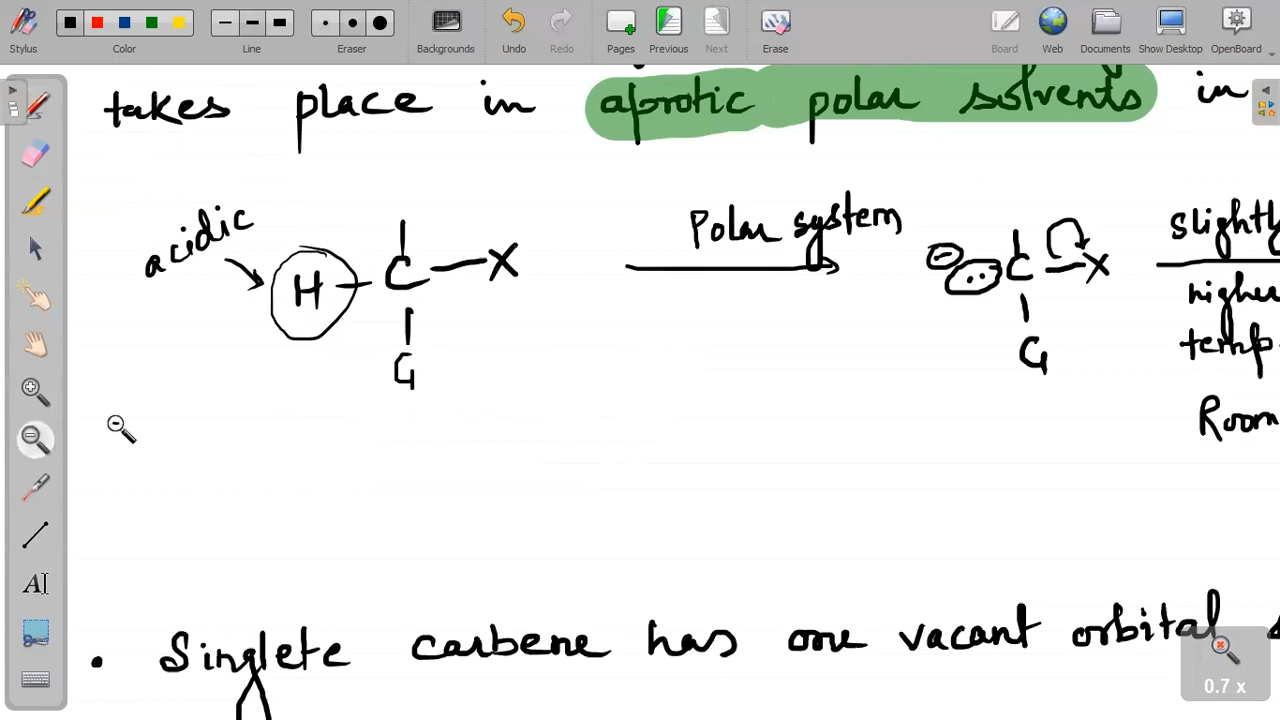 Stylus Color Line Eraser Backgrounds Undo Redo Pages Previous Next Erase Board Web Documents Show Desktop OpenBoard
takes place in aprotic polar solvents in
acidic
H - C - X
G
Polar system
⊖ : C - X
G
slightly
higher
temp.
Room
• Singlete carbene has one vacant orbital
AI
0.7 x